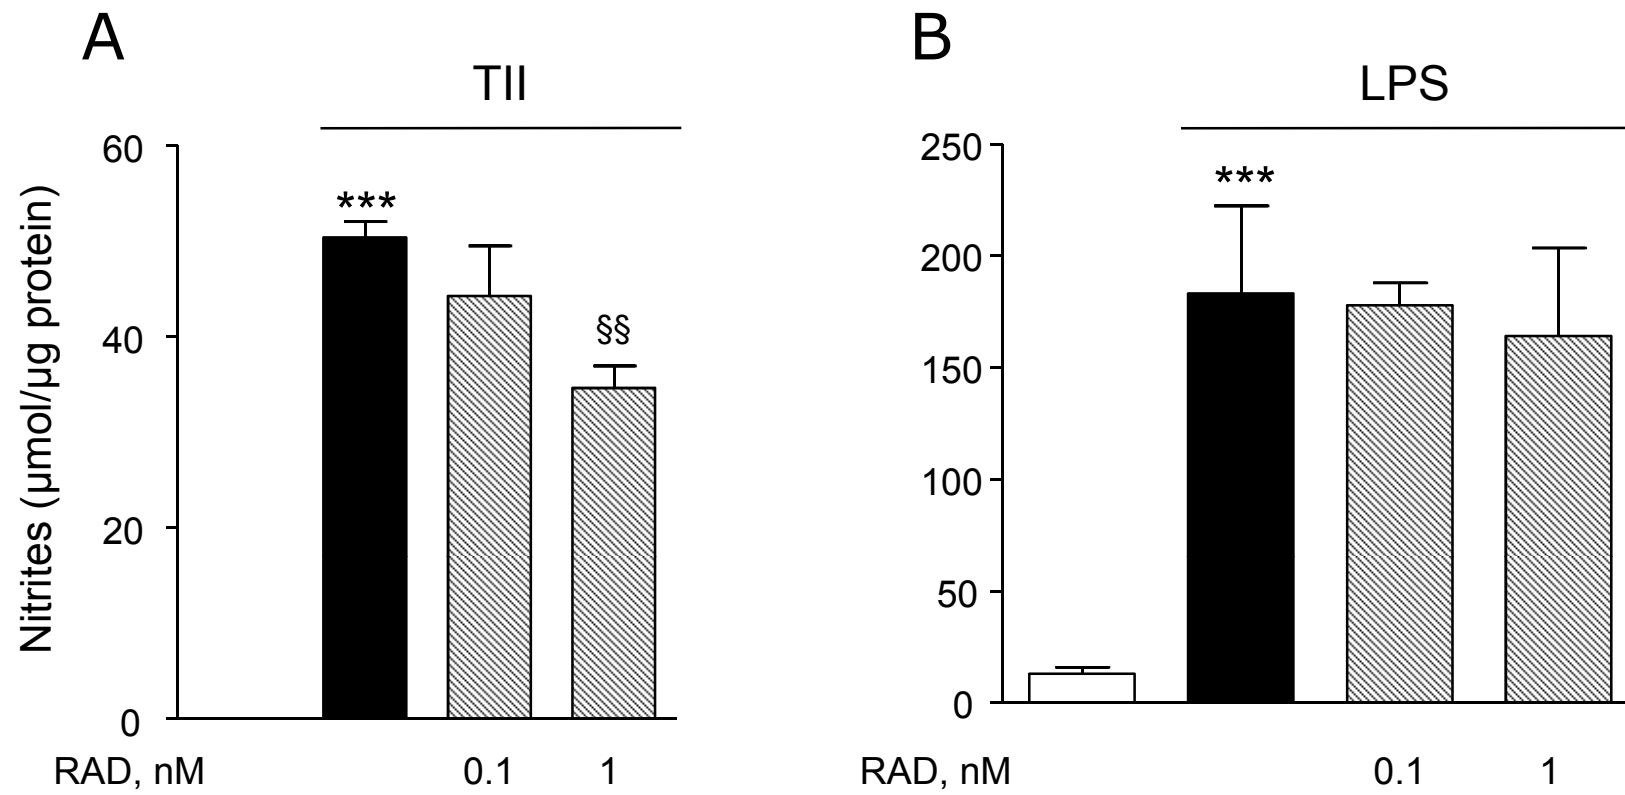 A
TII
60
40
20
0
Nitrites (µmol/µg protein)
***
§§
RAD, nM 0.1 1
B
LPS
250
200
150
100
50
0
***
RAD, nM 0.1 1